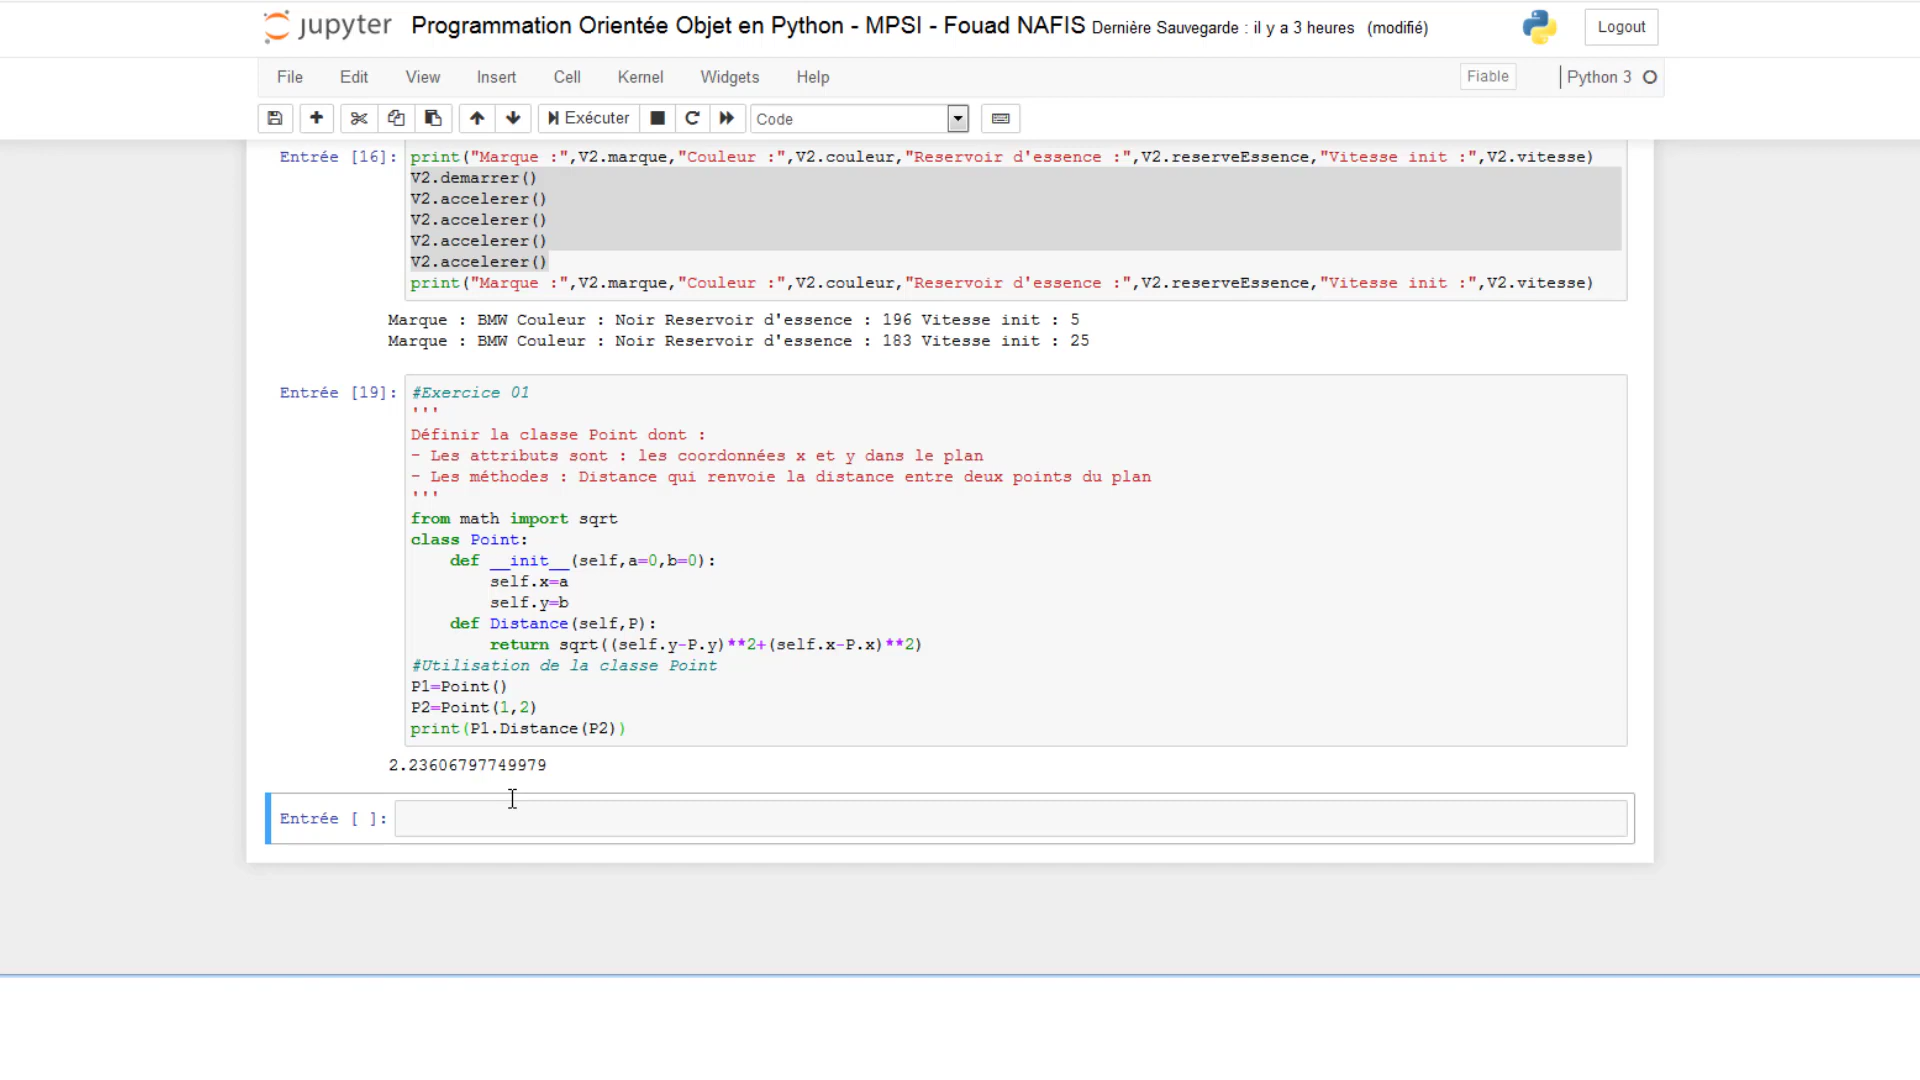 jupyter Programmation Orientée Objet en Python - MPSI - Fouad NAFIS Dernière Sauvegarde : il y a 3 heures (modifié) Logout
File Edit View Insert Cell Kernel Widgets Help Fiable Python 3
Exécuter Code
Entrée [16]: print("Marque :",V2.marque,"Couleur :",V2.couleur,"Reservoir d'essence :",V2.reserveEssence,"Vitesse init :",V2.vitesse)
V2.demarrer()
V2.accelerer()
V2.accelerer()
V2.accelerer()
V2.accelerer()
print("Marque :",V2.marque,"Couleur :",V2.couleur,"Reservoir d'essence :",V2.reserveEssence,"Vitesse init :",V2.vitesse)
Marque : BMW Couleur : Noir Reservoir d'essence : 196 Vitesse init : 5
Marque : BMW Couleur : Noir Reservoir d'essence : 183 Vitesse init : 25
Entrée [19]: #Exercice 01
'''
Définir la classe Point dont :
- Les attributs sont : les coordonnées x et y dans le plan
- Les méthodes : Distance qui renvoie la distance entre deux points du plan
'''
from math import sqrt
class Point:
    def __init__(self,a=0,b=0):
        self.x=a
        self.y=b
    def Distance(self,P):
        return sqrt((self.y-P.y)**2+(self.x-P.x)**2)
#Utilisation de la classe Point
P1=Point()
P2=Point(1,2)
print(P1.Distance(P2))
2.23606797749979
Entrée [ ]: